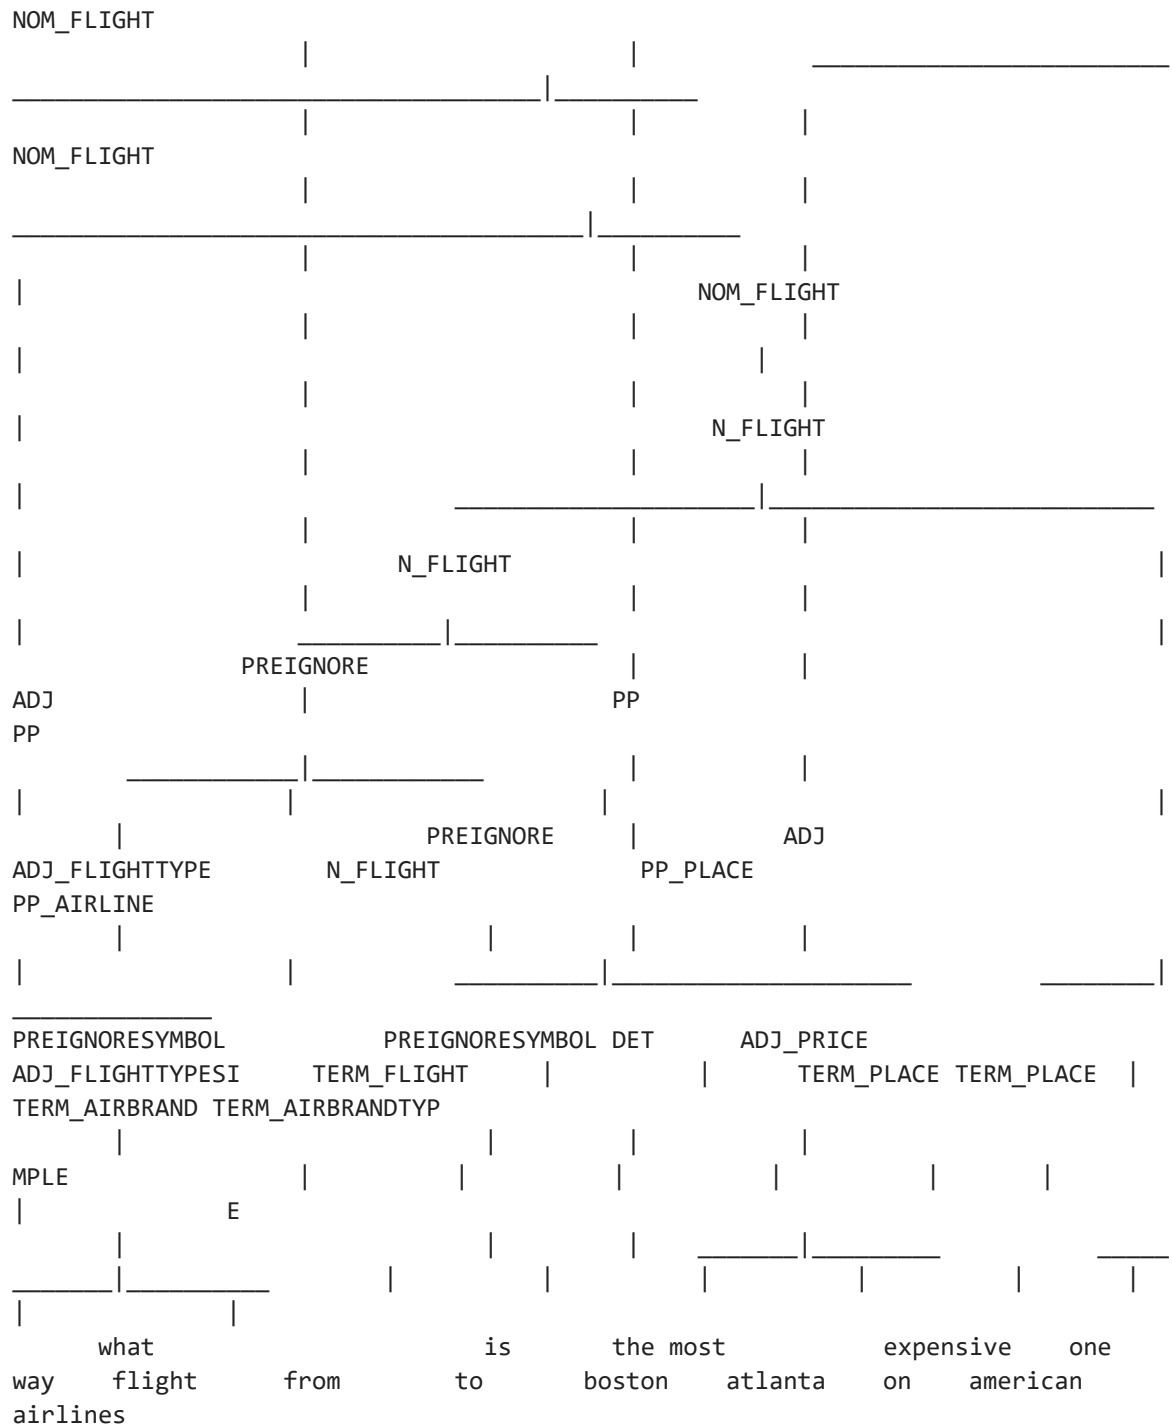 NOM_FLIGHT
NOM_FLIGHT
NOM_FLIGHT
N_FLIGHT
N_FLIGHT
PREIGNORE
ADJ PP
PP
PREIGNORE ADJ
ADJ_FLIGHTTYPE N_FLIGHT PP_PLACE
PP_AIRLINE
PREIGNORESYMBOL PREIGNORESYMBOL DET ADJ_PRICE
ADJ_FLIGHTTYPESI TERM_FLIGHT TERM_PLACE TERM_PLACE
TERM_AIRBRAND TERM_AIRBRANDTYP
MPLE
E
what is the most expensive one
way flight from to boston atlanta on american
airlines